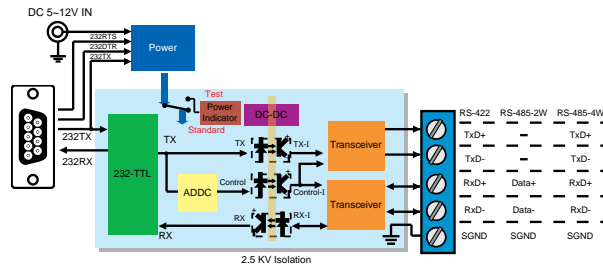 DC 5~12V IN
232RTS
232DTR
232TX
Power
Test
Power Indicator
DC-DC
Standard
RS-422 RS-485-2W RS-485-4W
232TX
232RX
232-TTL
TX
TX
TX-I
Transceiver
TxD+ – TxD+
TxD- – TxD-
ADDC
Control
Control-I
Transceiver
RxD+ Data+ RxD+
RX
RX
RX-I
RxD- Data- RxD-
SGND SGND SGND
2.5 KV Isolation